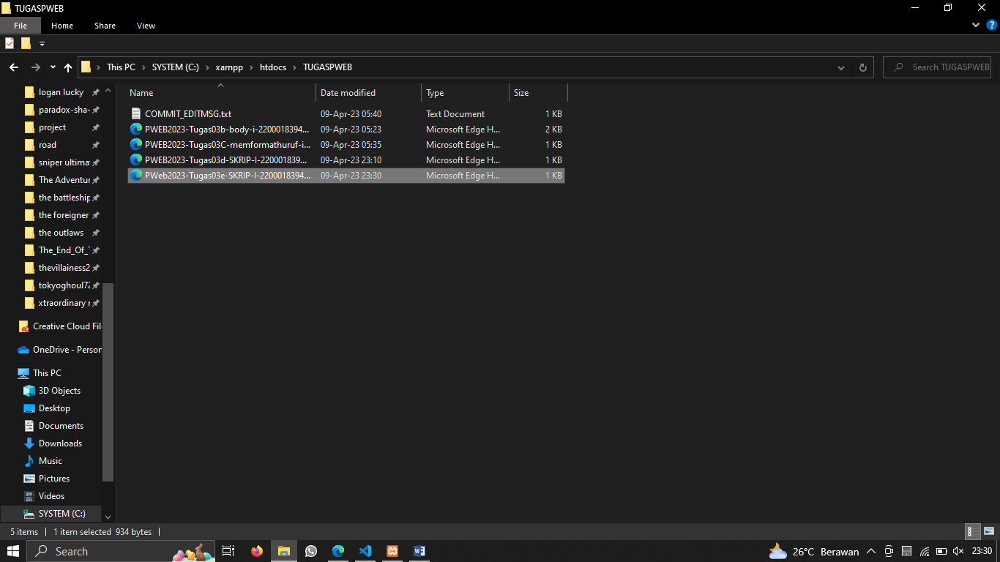 TUGASPWEB
File Home Share View
This PC > SYSTEM (C:) > xampp > htdocs > TUGASPWEB
Search TUGASPWEB
Name Date modified Type Size
COMMIT_EDITMSG.txt 09-Apr-23 05:40 Text Document 1 KB
PWEB2023-Tugas03b-body-i-2200018394... 09-Apr-23 05:23 Microsoft Edge H... 2 KB
PWEB2023-Tugas03C-memformathuruf-i... 09-Apr-23 05:35 Microsoft Edge H... 1 KB
PWEB2023-Tugas03d-SKRIP-I-220001839... 09-Apr-23 23:10 Microsoft Edge H... 1 KB
PWeb2023-Tugas03e-SKRIP-I-2200018394... 09-Apr-23 23:30 Microsoft Edge H... 1 KB
logan lucky
paradox-sha-
project
road
sniper ultima
The Adventur
the battleship
the foreigner
the outlaws
The_End_Of_T
thevillainess2
tokyoghoul72
xtraordinary r
Creative Cloud Fil
OneDrive - Person
This PC
3D Objects
Desktop
Documents
Downloads
Music
Pictures
Videos
SYSTEM (C:)
5 items 1 item selected 934 bytes
Search
26°C Berawan
23:30